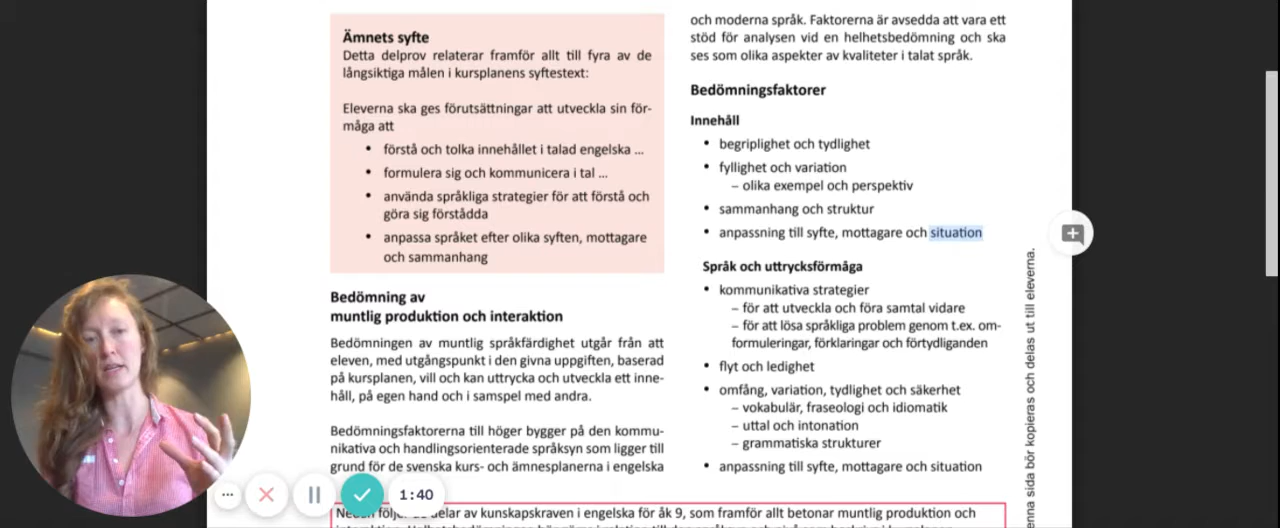 Ämnets syfte
Detta delprov relaterar framför allt till fyra av de
långsiktiga målen i kursplanens syftestext:
Eleverna ska ges förutsättningar att utveckla sin för-
måga att
• förstå och tolka innehållet i talad engelska ...
• formulera sig och kommunicera i tal ...
• använda språkliga strategier för att förstå och
göra sig förstådda
• anpassa språket efter olika syften, mottagare
och sammanhang
Bedömning av
muntlig produktion och interaktion
Bedömningen av muntlig språkfärdighet utgår från att
eleven, med utgångspunkt i den givna uppgiften, baserad
på kursplanen, vill och kan uttrycka och utveckla ett inne-
håll, på egen hand och i samspel med andra.
Bedömningsfaktorerna till höger bygger på den kommu-
nikativa och handlingsorienterade språksyn som ligger till
grund för de svenska kurs- och ämnesplanerna i engelska
och moderna språk. Faktorerna är avsedda att vara ett
stöd för analysen vid en helhetsbedömning och ska
ses som olika aspekter av kvaliteter i talat språk.
Bedömningsfaktorer
Innehåll
• begriplighet och tydlighet
• fyllighet och variation
– olika exempel och perspektiv
• sammanhang och struktur
• anpassning till syfte, mottagare och situation
Språk och uttrycksförmåga
• kommunikativa strategier
– för att utveckla och föra samtal vidare
– för att lösa språkliga problem genom t.ex. om-
formuleringar, förklaringar och förtydliganden
• flyt och ledighet
• omfång, variation, tydlighet och säkerhet
– vokabulär, fraseologi och idiomatik
– uttal och intonation
– grammatiska strukturer
• anpassning till syfte, mottagare och situation
sida bör kopieras och delas ut till eleverna.
1:40
delar av kunskapskraven i engelska för åk 9, som framför allt betonar muntlig produktion och